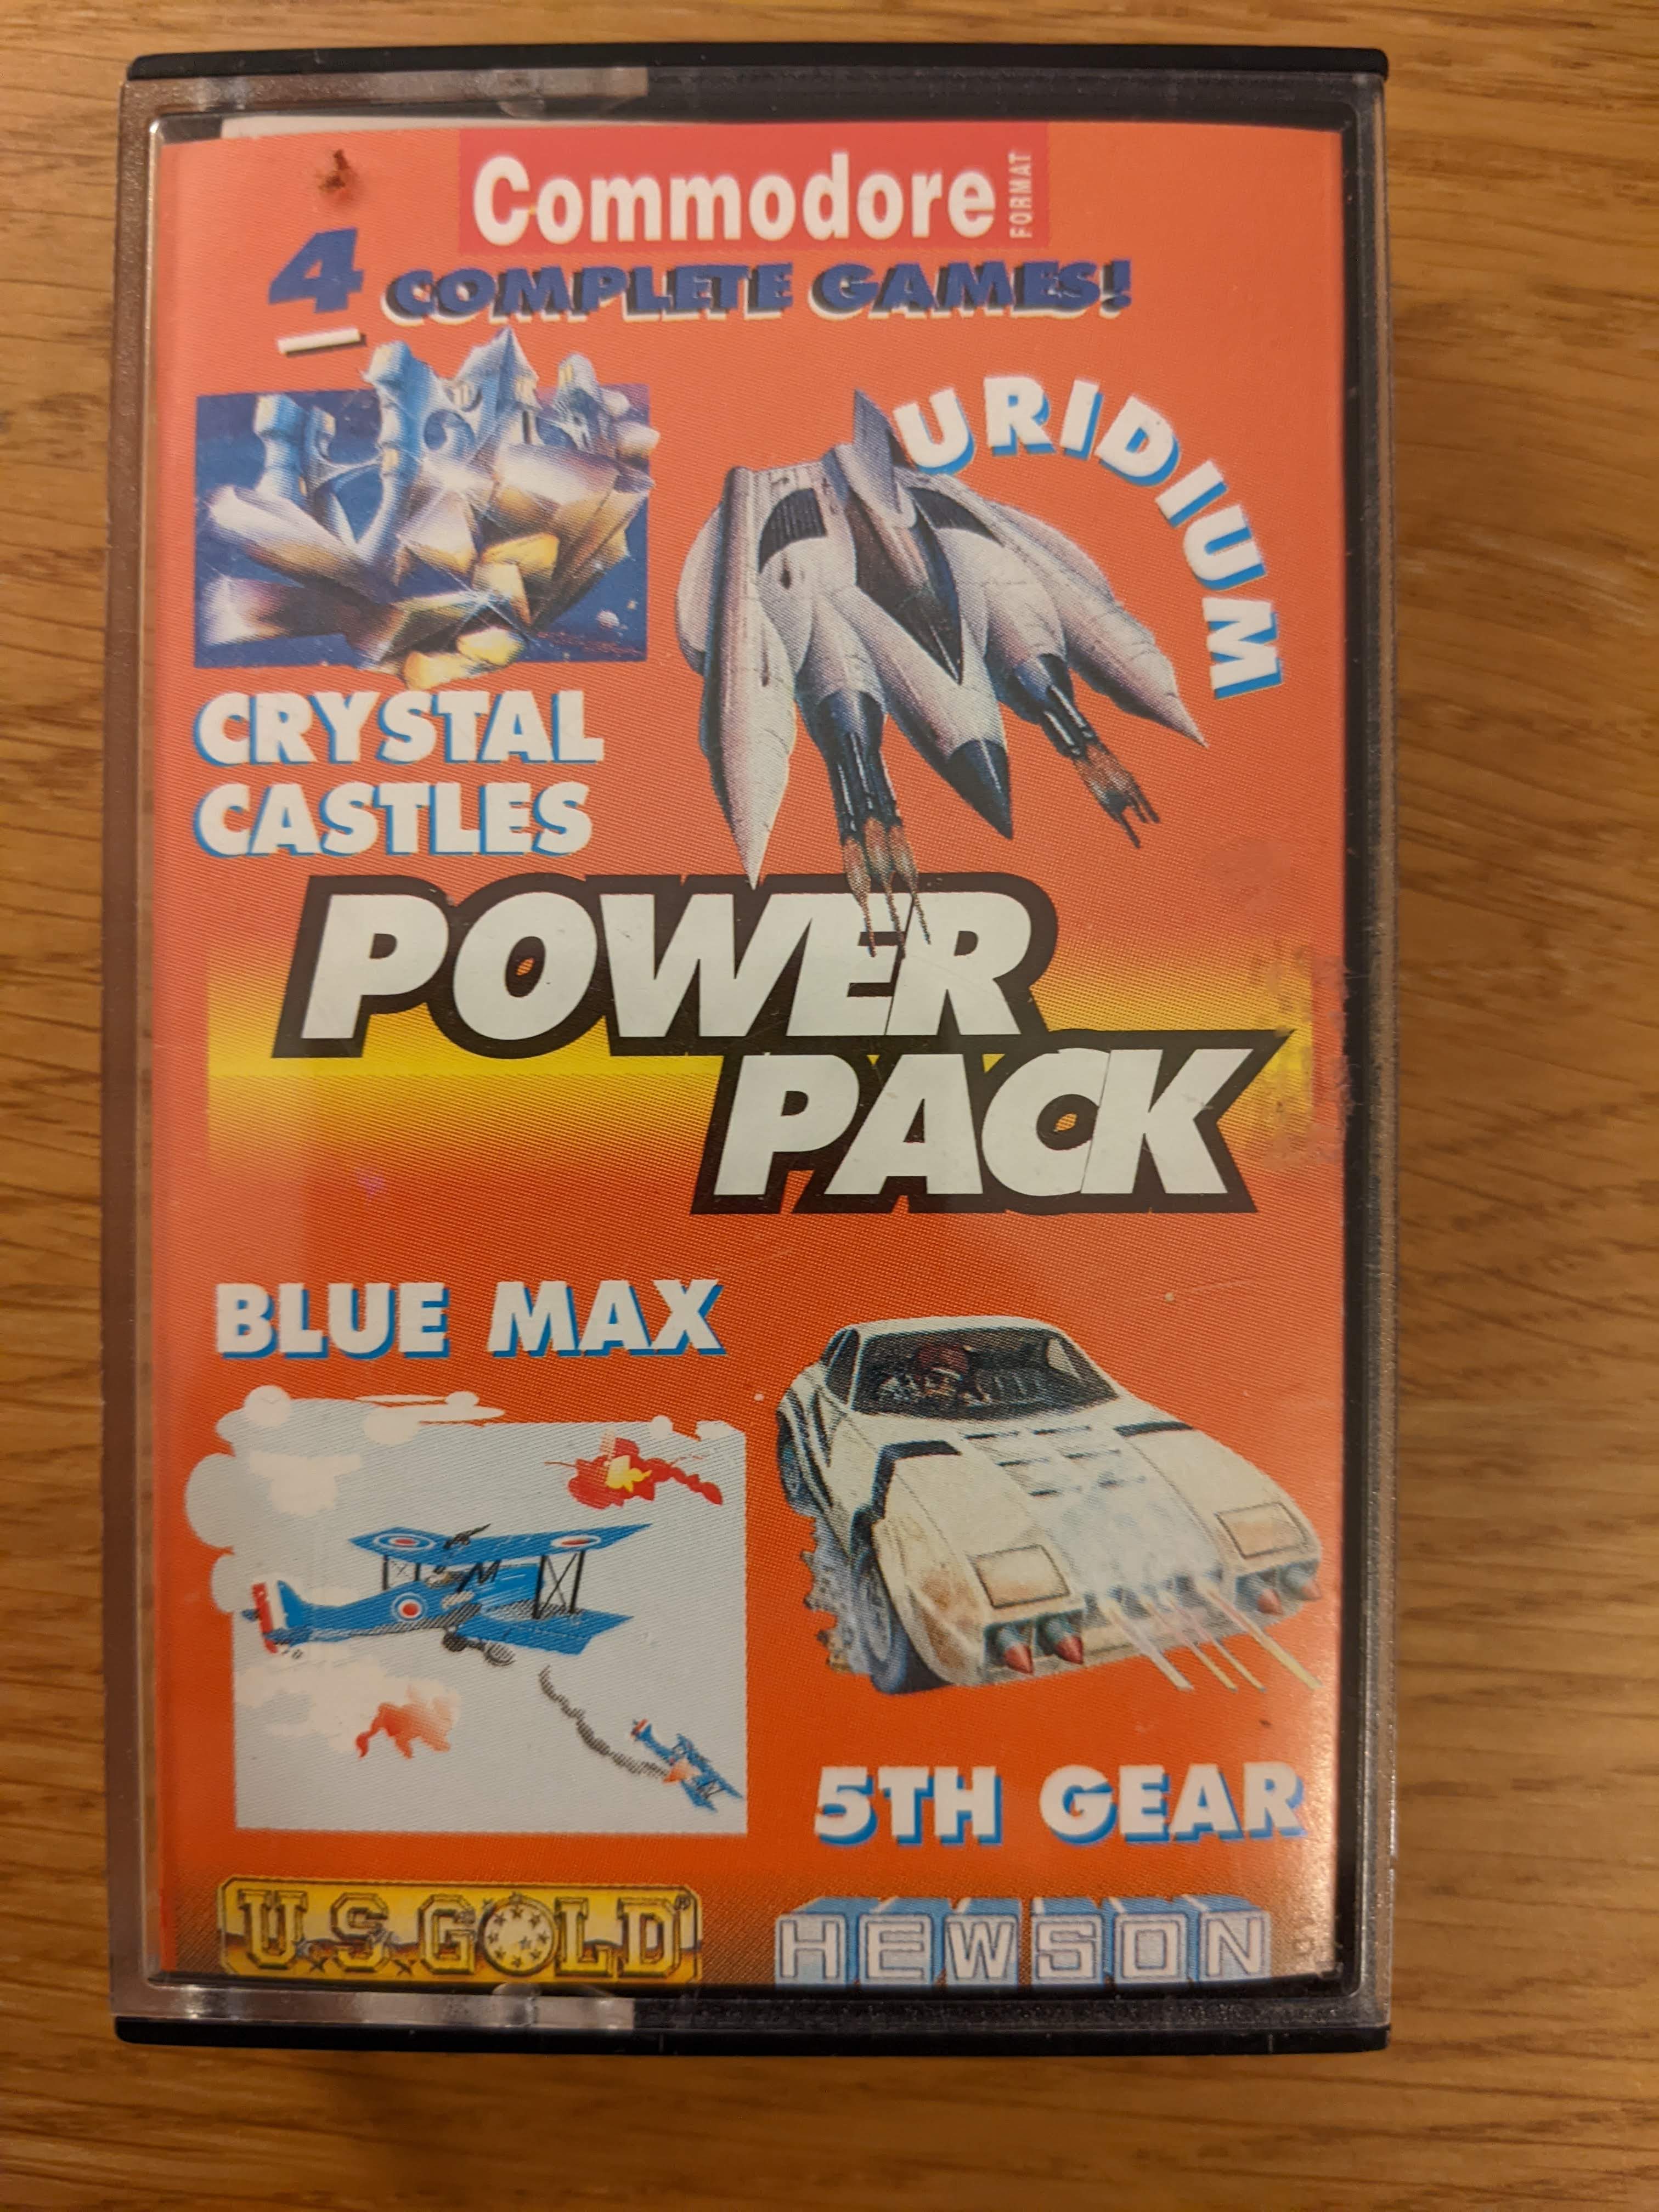 Commodore FORMAT
4 COMPLETE GAMES!
URIDIUM
CRYSTAL
CASTLES
POWER
PACK
BLUE MAX
5TH GEAR
U.S.GOLD®
HEWSON